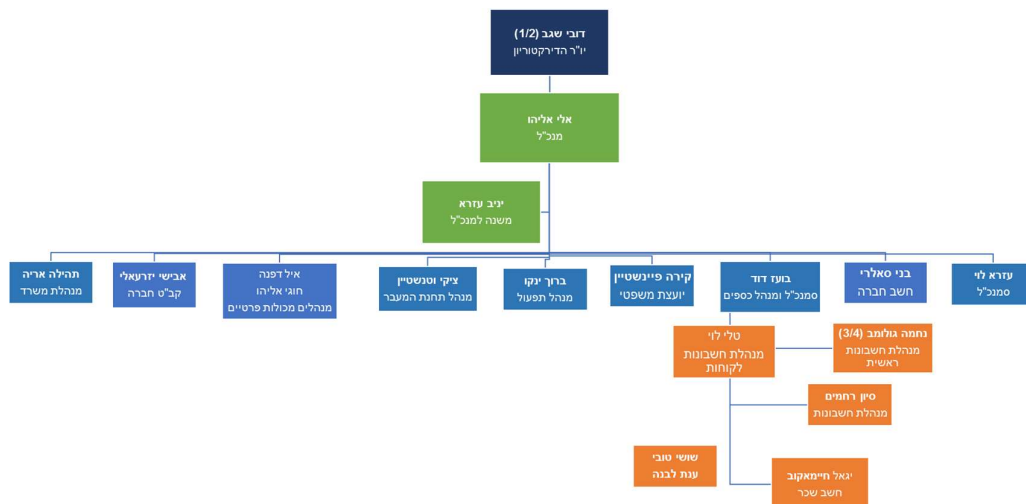 דובי שגב (1/2)
יו"ר הדירקטוריון
אלי אליהו
מנכ"ל
יניב עזרא
משנה למנכ"ל
עזרא לוי
סמנכ"ל
בני סאלרי
חשב חברה
בועז דוד
סמנכ"ל ומנהל כספים
קירה פיינשטיין
יועצת משפטי
ברוך ינקו
מנהל תפעול
ציקי וטנשטיין
מנהל תחנת המעבר
איל דפנה
חוגי אליהו
מנהלים מכולות פרטיים
אבישי יזרעאלי
קב"ט חברה
תהילה אריה
מנהלת משרד
נחמה גולומב (3/4)
מנהלת חשבונות
ראשית
טלי לוי
מנהלת חשבונות
לקוחות
סיון רחמים
מנהלת חשבונות
שושי טובי
ענת לבנה
יגאל חיימאקוב
חשב שכר